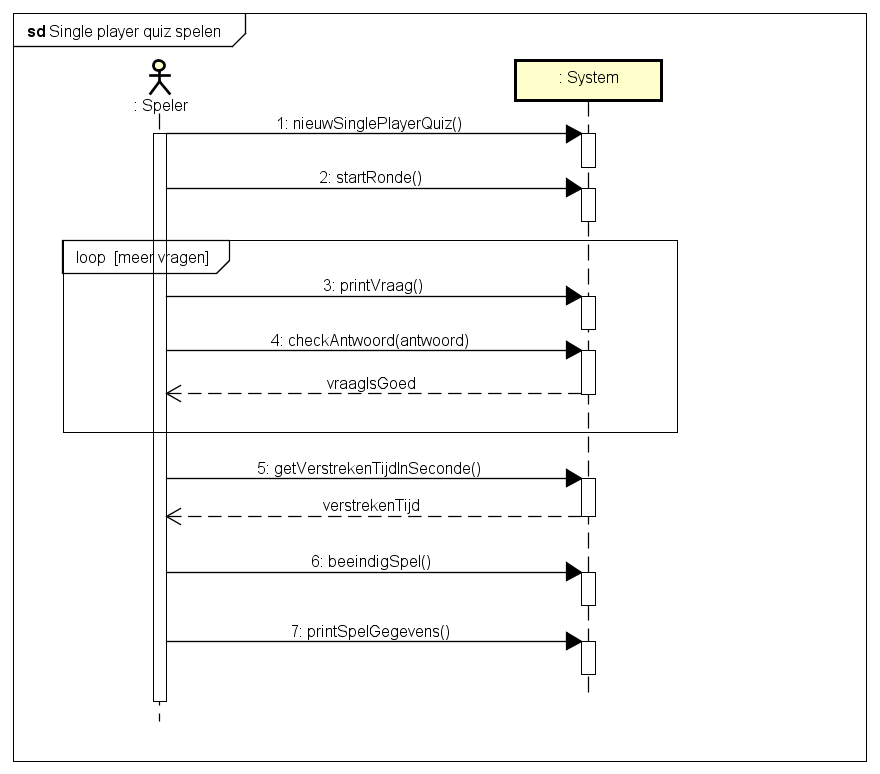 sd Single player quiz spelen
: Speler
: System
1: nieuwSinglePlayerQuiz()
2: startRonde()
loop [meer vragen]
3: printVraag()
4: checkAntwoord(antwoord)
vraagIsGoed
5: getVerstrekenTijdInSeconde()
verstrekenTijd
6: beeindigSpel()
7: printSpelGegevens()